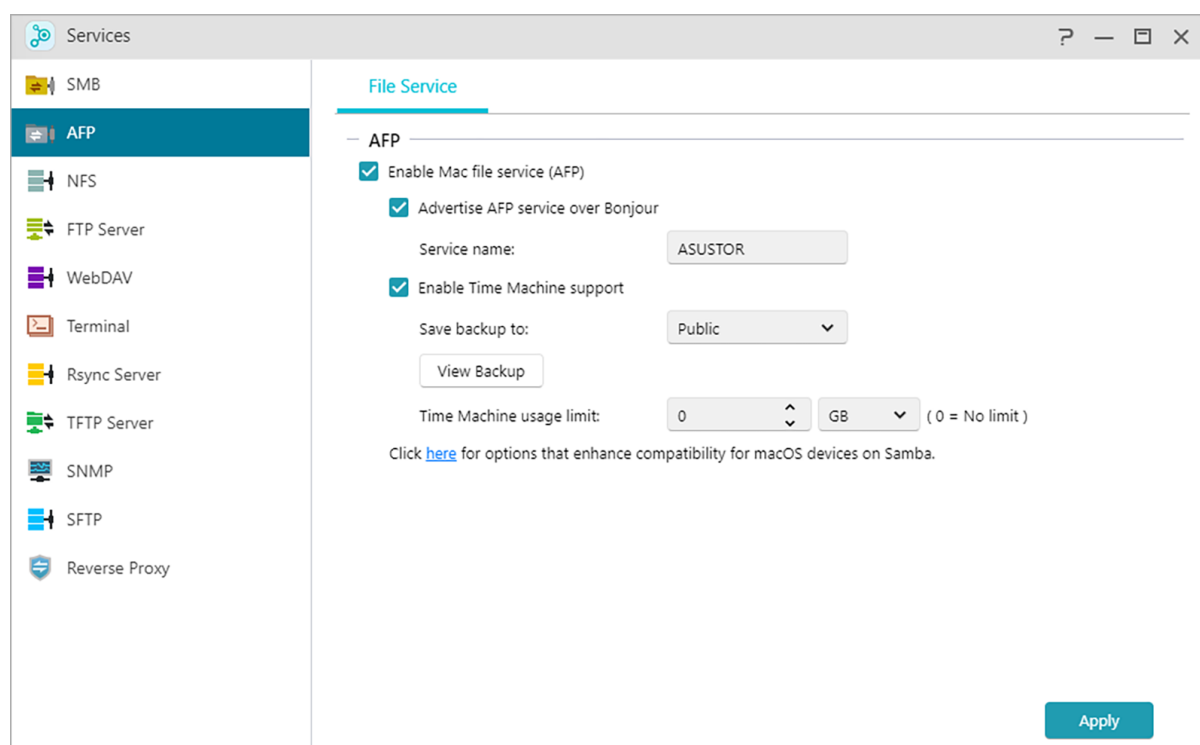 Services
SMB
AFP
NFS
FTP Server
WebDAV
Terminal
Rsync Server
TFTP Server
SNMP
SFTP
Reverse Proxy
File Service
AFP
Enable Mac file service (AFP)
Advertise AFP service over Bonjour
Service name: ASUSTOR
Enable Time Machine support
Save backup to: Public
View Backup
Time Machine usage limit: 0 GB ( 0 = No limit )
Click here for options that enhance compatibility for macOS devices on Samba.
Apply